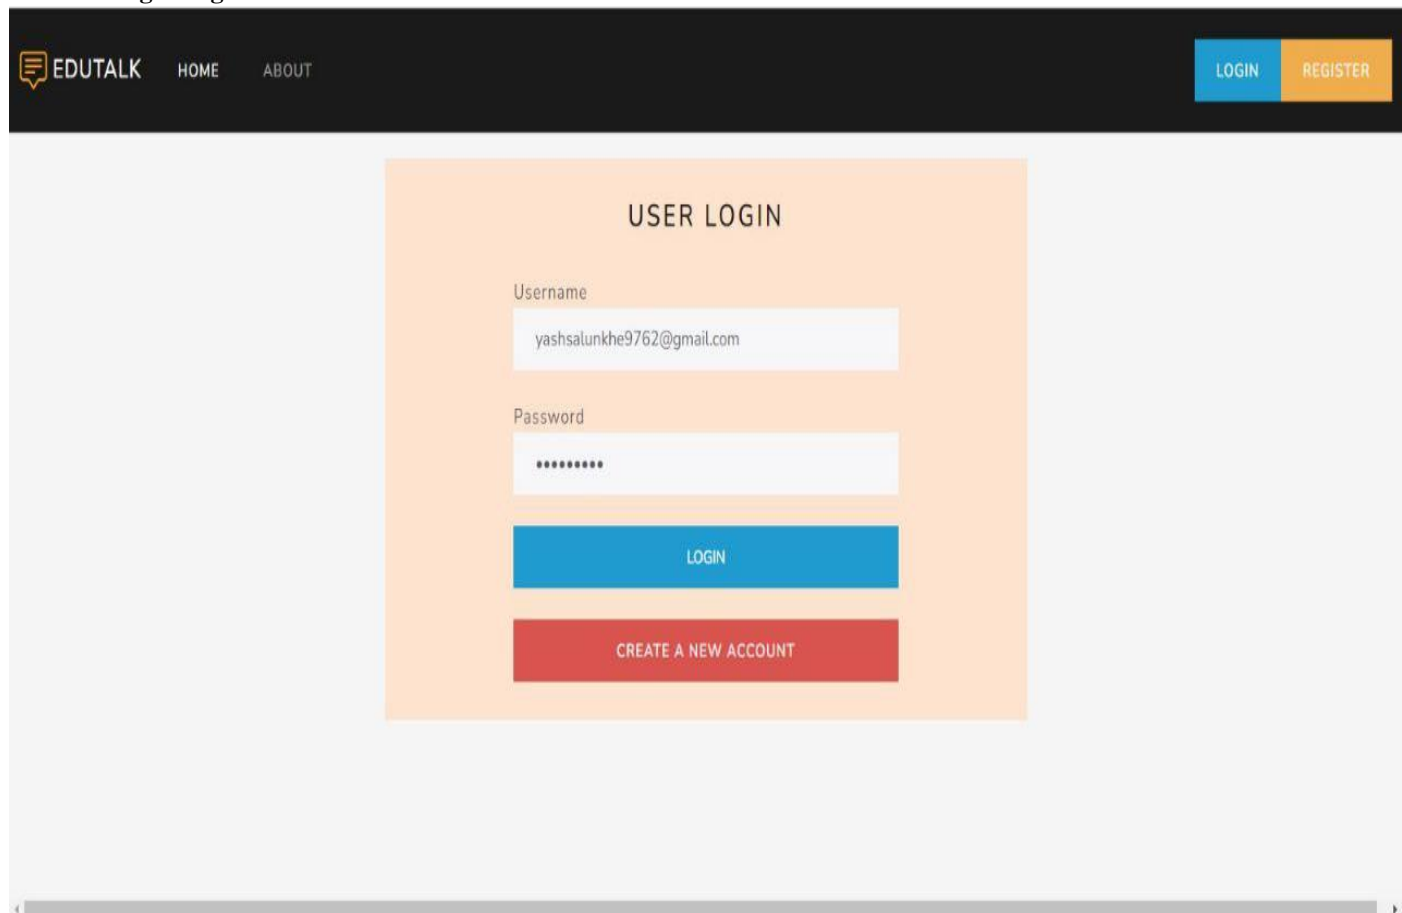 EDUTALK HOME ABOUT LOGIN REGISTER
USER LOGIN
Username
yashsalunkhe9762@gmail.com
Password
•••••••••
LOGIN
CREATE A NEW ACCOUNT